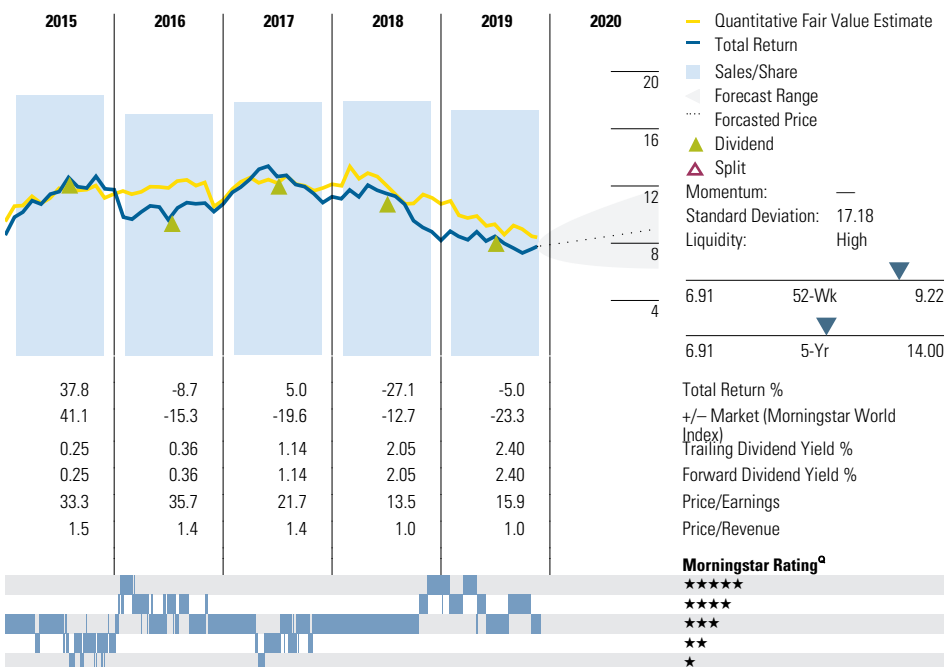 2015 2016 2017 2018 2019 2020
Quantitative Fair Value Estimate
Total Return
Sales/Share
Forecast Range
Forcasted Price
Dividend
Split
Momentum: —
Standard Deviation: 17.18
Liquidity: High
20
16
12
8
4
6.91 52-Wk 9.22
6.91 5-Yr 14.00
37.8 -8.7 5.0 -27.1 -5.0 Total Return %
41.1 -15.3 -19.6 -12.7 -23.3 +/– Market (Morningstar World
Index)
0.25 0.36 1.14 2.05 2.40 Trailing Dividend Yield %
0.25 0.36 1.14 2.05 2.40 Forward Dividend Yield %
33.3 35.7 21.7 13.5 15.9 Price/Earnings
1.5 1.4 1.4 1.0 1.0 Price/Revenue
Morningstar Rating Q
★★★★★
★★★★
★★★
★★
★